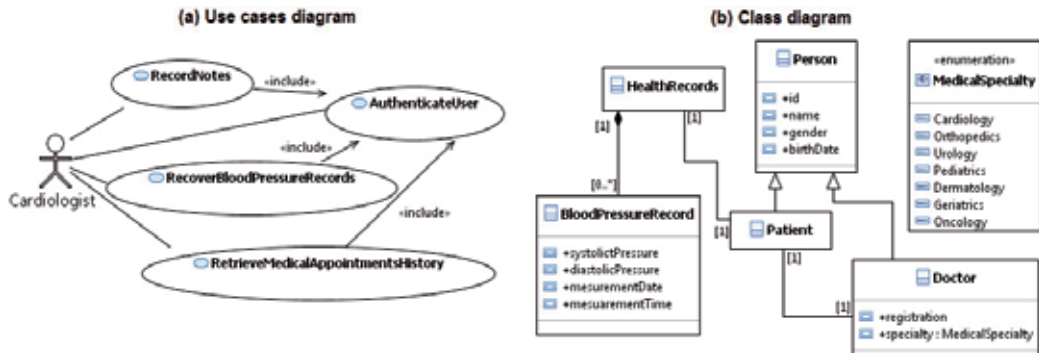 (a) Use cases diagram
RecordNotes
«include»
AuthenticateUser
«include»
RecoverBloodPressureRecords
Cardiologist
«include»
RetrieveMedicalAppointmentsHistory
(b) Class diagram
HealthRecords
[1]
[1]
[0..*]
BloodPressureRecord
+systolictPressure
+diastolicPressure
+mesurementDate
+mesuarementTime
Person
+id
+name
+gender
+birthDate
[1]
Patient
[1]
[1]
Doctor
+registration
+specialty : MedicalSpecialty
«enumeration»
MedicalSpecialty
Cardiology
Orthopedics
Urology
Pediatrics
Dermatology
Geriatrics
Oncology